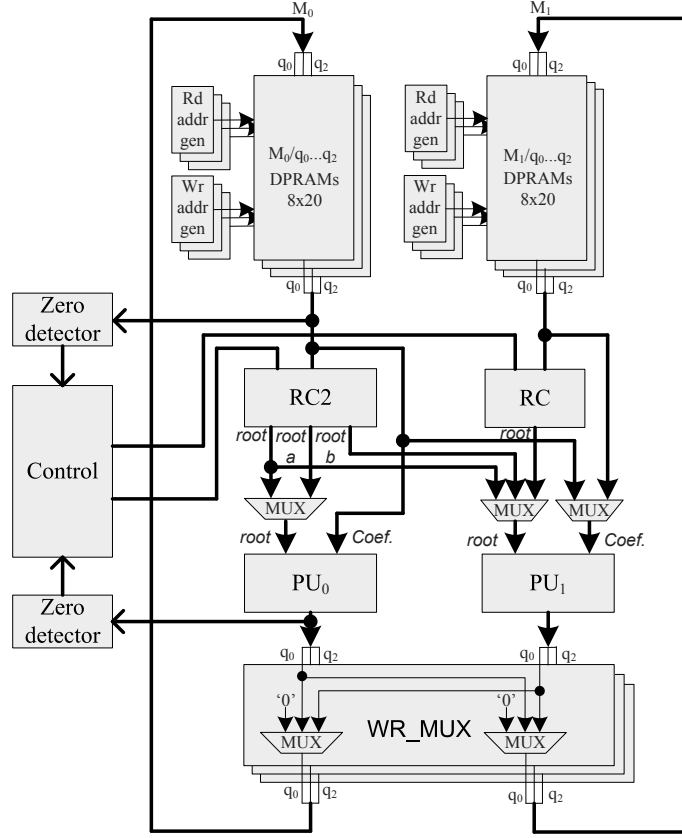 M0 M1
q0 q2 q0 q2
Rd
addr
gen
Wr
addr
gen
M0/q0...q2
DPRAMs
8x20
Rd
addr
gen
Wr
addr
gen
M1/q0...q2
DPRAMs
8x20
q0 q2 q0 q2
Zero
detector
Control
Zero
detector
RC2 RC
root root root root
a b
MUX MUX MUX
root Coef. root Coef.
PU0 PU1
q0 q2 q0 q2
'0' '0'
MUX WR_MUX MUX
q0 q2 q0 q2